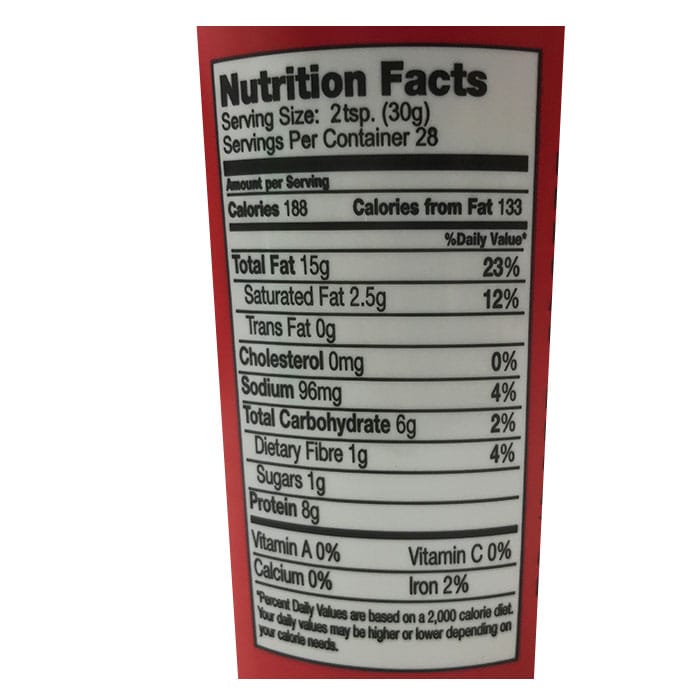 Nutrition Facts
Serving Size: 2tsp. (30g)
Servings Per Container 28
Amount per Serving
Calories 188 Calories from Fat 133
%Daily Value*
Total Fat 15g 23%
Saturated Fat 2.5g 12%
Trans Fat 0g
Cholesterol 0mg 0%
Sodium 96mg 4%
Total Carbohydrate 6g 2%
Dietary Fibre 1g 4%
Sugars 1g
Protein 8g
Vitamin A 0% Vitamin C 0%
Calcium 0% Iron 2%
*Percent Daily Values are based on a 2,000 calorie diet.
Your daily values may be higher or lower depending on
your calorie needs.